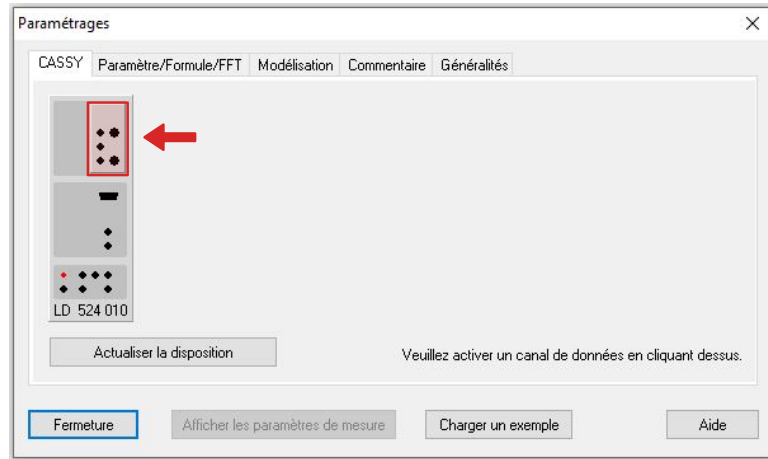 Paramétrages
CASSY Paramètre/Formule/FFT Modélisation Commentaire Généralités
LD 524 010
Actualiser la disposition Veuillez activer un canal de données en cliquant dessus.
Fermeture Afficher les paramètres de mesure Charger un exemple Aide